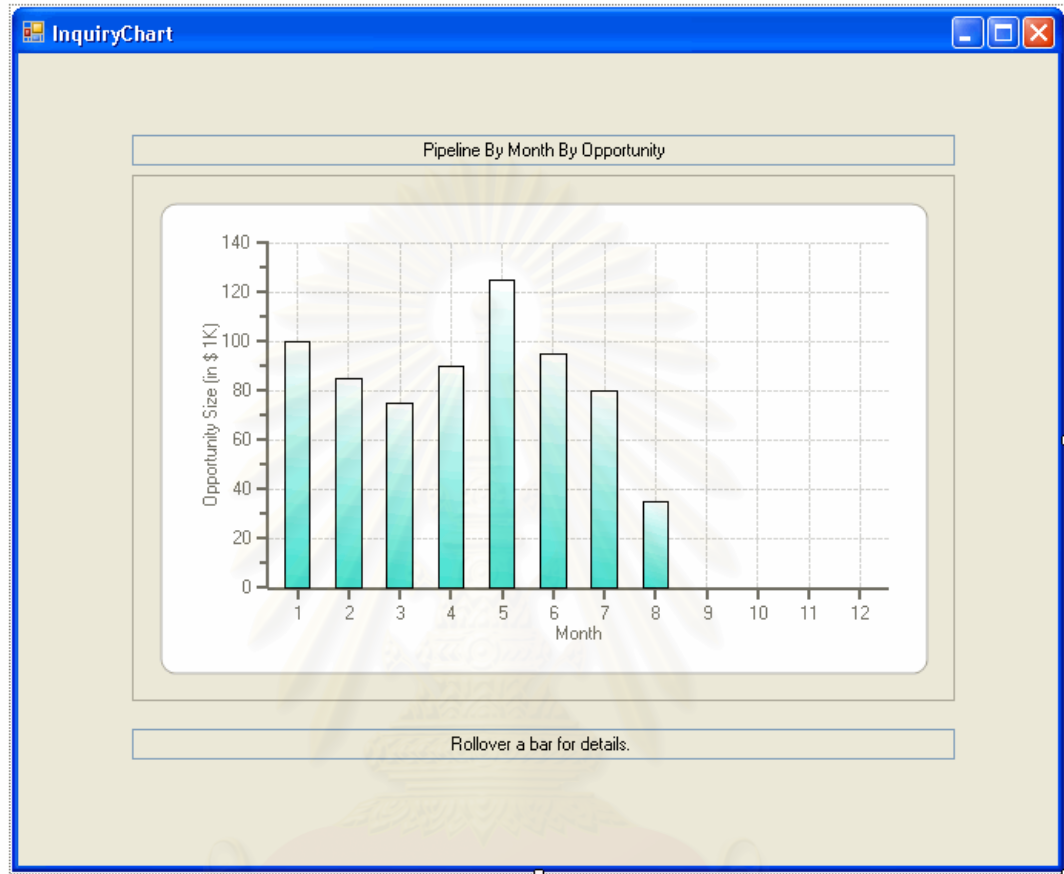 InquiryChart
Pipeline By Month By Opportunity
Opportunity Size (in $ 1K)
140
120
100
80
60
40
20
0
1 2 3 4 5 6 7 8 9 10 11 12
Month
Rollover a bar for details.